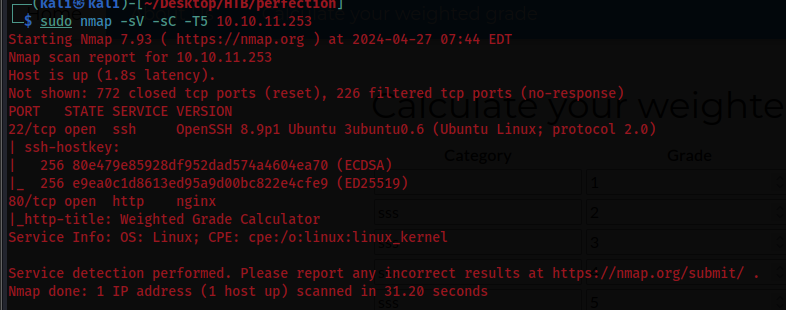 (kali㉿kali)-[~/Desktop/HTB/perfection]
$ sudo nmap -sV -sC -T5 10.10.11.253
Starting Nmap 7.93 ( https://nmap.org ) at 2024-04-27 07:44 EDT
Nmap scan report for 10.10.11.253
Host is up (1.8s latency).
Not shown: 772 closed tcp ports (reset), 226 filtered tcp ports (no-response)
PORT   STATE SERVICE VERSION
22/tcp open  ssh     OpenSSH 8.9p1 Ubuntu 3ubuntu0.6 (Ubuntu Linux; protocol 2.0)
| ssh-hostkey:
|   256 80e479e85928df952dad574a4604ea70 (ECDSA)
|_  256 e9ea0c1d8613ed95a9d00bc822e4cfe9 (ED25519)
80/tcp open  http    nginx
|_http-title: Weighted Grade Calculator
Service Info: OS: Linux; CPE: cpe:/o:linux:linux_kernel
Service detection performed. Please report any incorrect results at https://nmap.org/submit/ .
Nmap done: 1 IP address (1 host up) scanned in 31.20 seconds
your weighted grade
Calculate your weighte
Category Grade
1
sss 2
3
sss 5